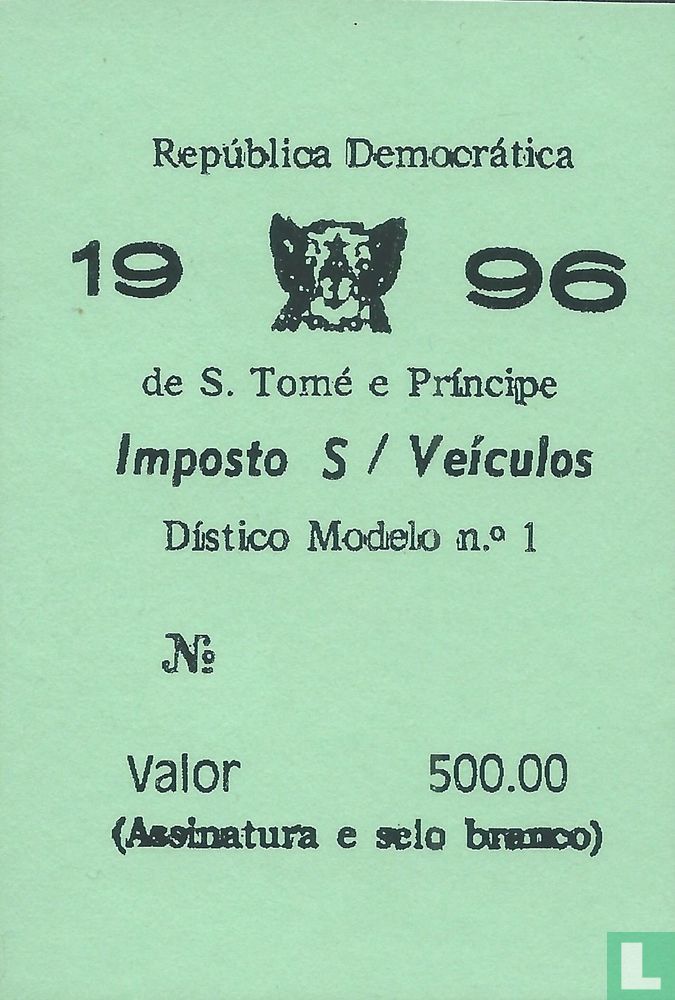 República Democrática
19 96
de S. Tomé e Príncipe
Imposto S / Veículos
Dístico Modelo n.º 1
№
Valor 500.00
(Assinatura e selo branco)
L